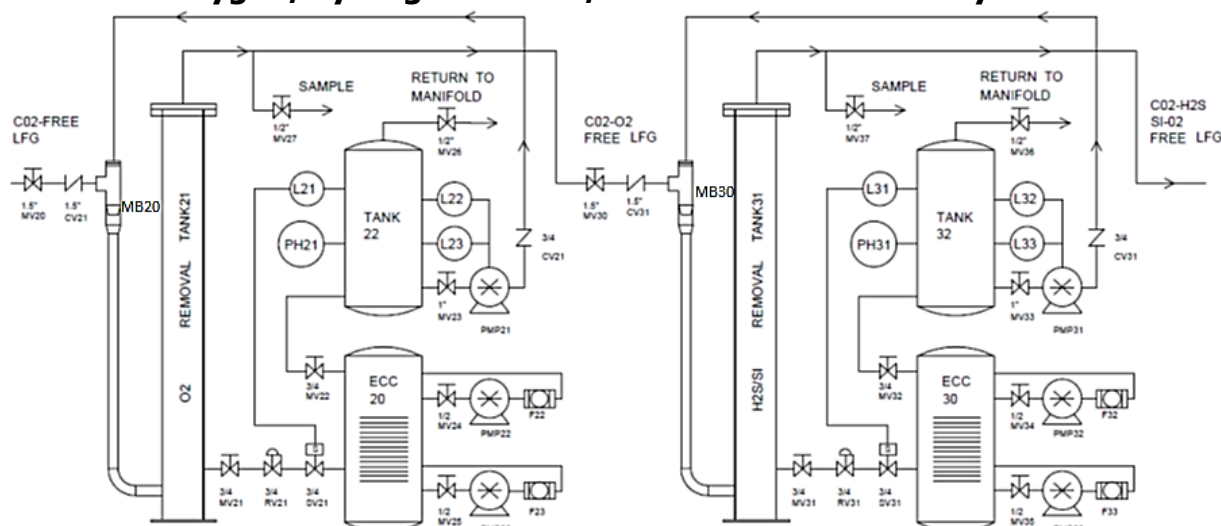 SAMPLE
RETURN TO
MANIFOLD
C02-FREE
LFG
1/2"
MV27
1/2"
MV26
1.5"
MV20
1.5"
CV21
MB20
O2 REMOVAL TANK21
L21
PH21
TANK
22
L22
L23
3/4
CV21
1"
MV23
PMP21
3/4
MV22
ECC
20
1/2
MV24
PMP22
F22
3/4
MV21
3/4
RV21
S
3/4
SV21
1/2
MV25
F23
C02-O2
FREE LFG
SAMPLE
RETURN TO
MANIFOLD
C02-H2S
SI-02
FREE LFG
1/2"
MV37
1/2"
MV36
1.5"
MV30
1.5"
CV31
MB30
H2S/SI REMOVAL TANK31
L31
PH31
TANK
32
L32
L33
3/4
CV31
1"
MV33
PMP31
3/4
MV32
ECC
30
1/2
MV34
PMP32
F32
3/4
MV31
3/4
RV31
S
3/4
SV31
1/2
MV35
F33